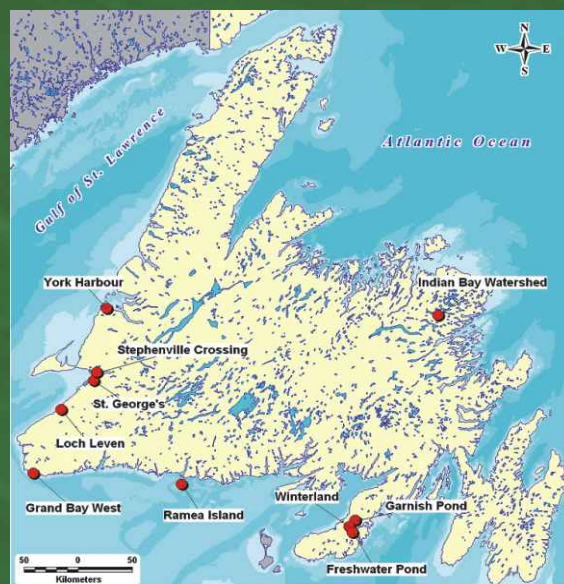 N
W E
S
Gulf of St. Lawrence
Atlantic Ocean
York Harbour
Indian Bay Watershed
Stephenville Crossing
St. George's
Loch Leven
Grand Bay West
Ramea Island
Winterland
Garnish Pond
Freshwater Pond
50 0 50
Kilometers